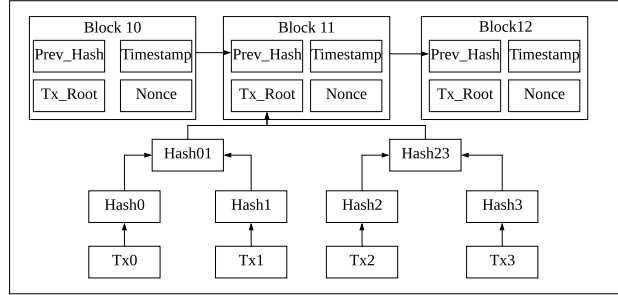 Block 10 Block 11 Block12
Prev_Hash Timestamp Prev_Hash Timestamp Prev_Hash Timestamp
Tx_Root Nonce Tx_Root Nonce Tx_Root Nonce
Hash01 Hash23
Hash0 Hash1 Hash2 Hash3
Tx0 Tx1 Tx2 Tx3